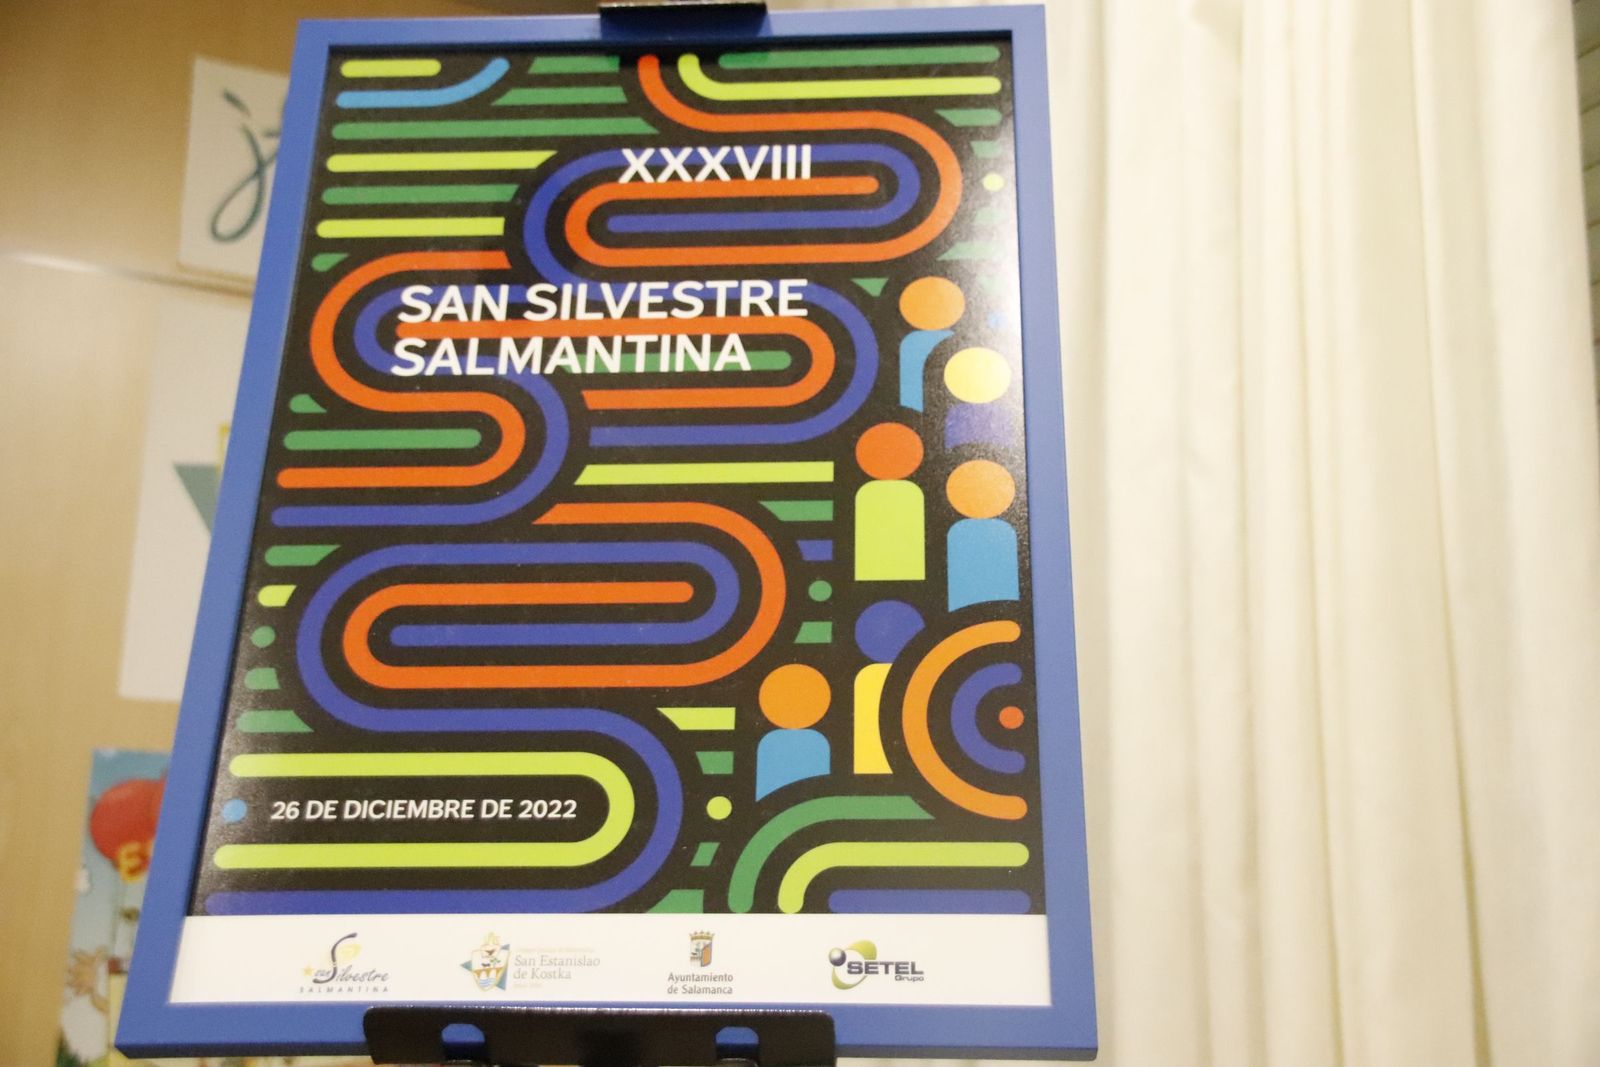 XXXVIII
SAN SILVESTRE
SALMANTINA
26 DE DICIEMBRE DE 2022
San Silvestre
SALMANTINA
San Estanislao
de Kostka
Ayuntamiento
de Salamanca
SETEL
Grupo